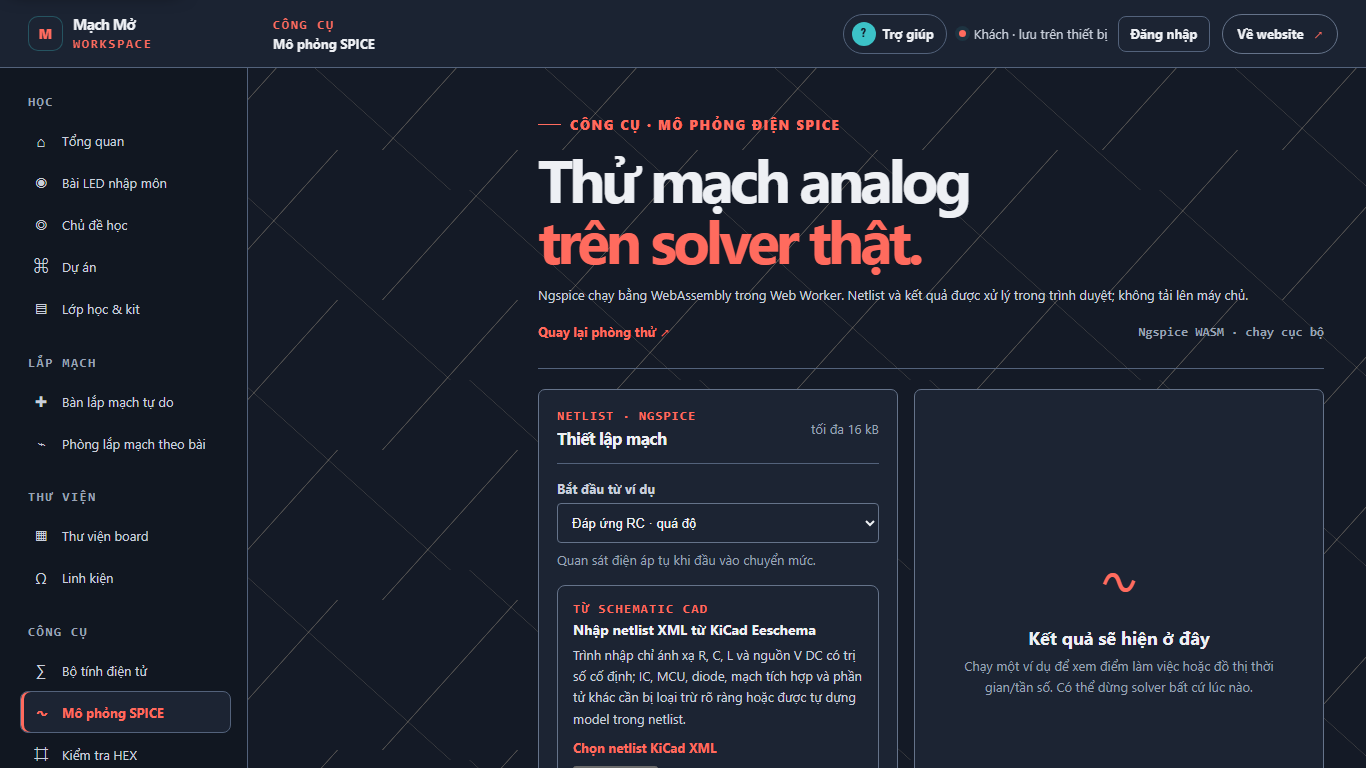 M
Mạch Mở
WORKSPACE
CÔNG CỤ
Mô phỏng SPICE
? Trợ giúp
Khách · lưu trên thiết bị
Đăng nhập
Về website ↗
HỌC
Tổng quan
Bài LED nhập môn
Chủ đề học
Dự án
Lớp học & kit
LẮP MẠCH
Bàn lắp mạch tự do
Phòng lắp mạch theo bài
THƯ VIỆN
Thư viện board
Ω Linh kiện
CÔNG CỤ
∑ Bộ tính điện tử
Mô phỏng SPICE
Kiểm tra HEX
CÔNG CỤ · MÔ PHỎNG ĐIỆN SPICE
Thử mạch analog
trên solver thật.
Ngspice chạy bằng WebAssembly trong Web Worker. Netlist và kết quả được xử lý trong trình duyệt; không tải lên máy chủ.
Quay lại phòng thử ↗
Ngspice WASM · chạy cục bộ
NETLIST · NGSPICE
Thiết lập mạch
tối đa 16 kB
Bắt đầu từ ví dụ
Đáp ứng RC · quá độ
Quan sát điện áp tụ khi đầu vào chuyển mức.
TỪ SCHEMATIC CAD
Nhập netlist XML từ KiCad Eeschema
Trình nhập chỉ ánh xạ R, C, L và nguồn V DC có trị
số cố định; IC, MCU, diode, mạch tích hợp và phần
tử khác cần bị loại trừ rõ ràng hoặc được tự dựng
model trong netlist.
Chọn netlist KiCad XML
Kết quả sẽ hiện ở đây
Chạy một ví dụ để xem điểm làm việc hoặc đồ thị thời
gian/tần số. Có thể dừng solver bất cứ lúc nào.